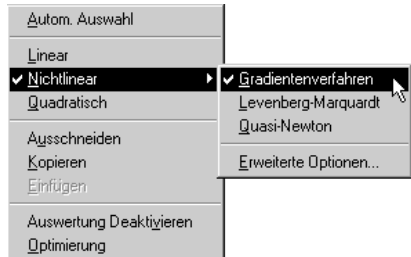 Autom. Auswahl
Linear
Nichtlinear
Quadratisch
Ausschneiden
Kopieren
Einfügen
Auswertung Deaktivieren
Optimierung
Gradientenverfahren
Levenberg-Marquardt
Quasi-Newton
Erweiterte Optionen...